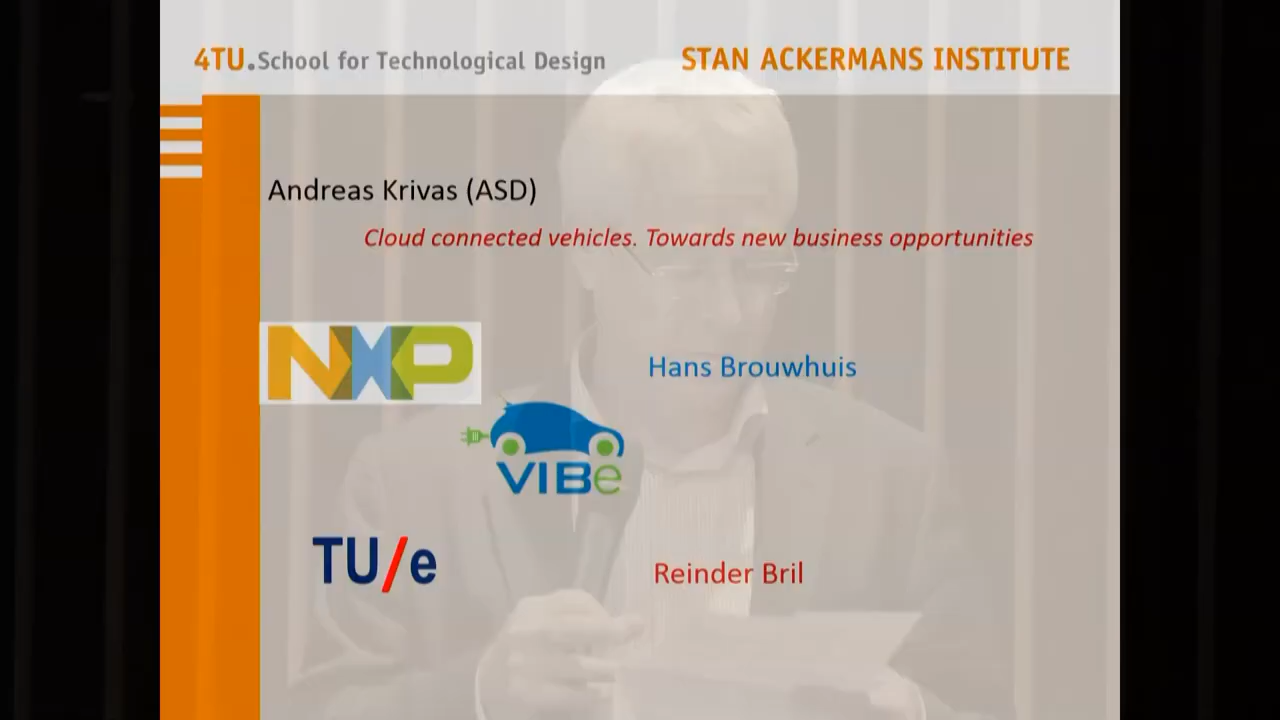 4TU.School for Technological Design
STAN ACKERMANS INSTITUTE
Andreas Krivas (ASD)
Cloud connected vehicles. Towards new business opportunities
NXP
Hans Brouwhuis
VIBe
TU/e
Reinder Bril